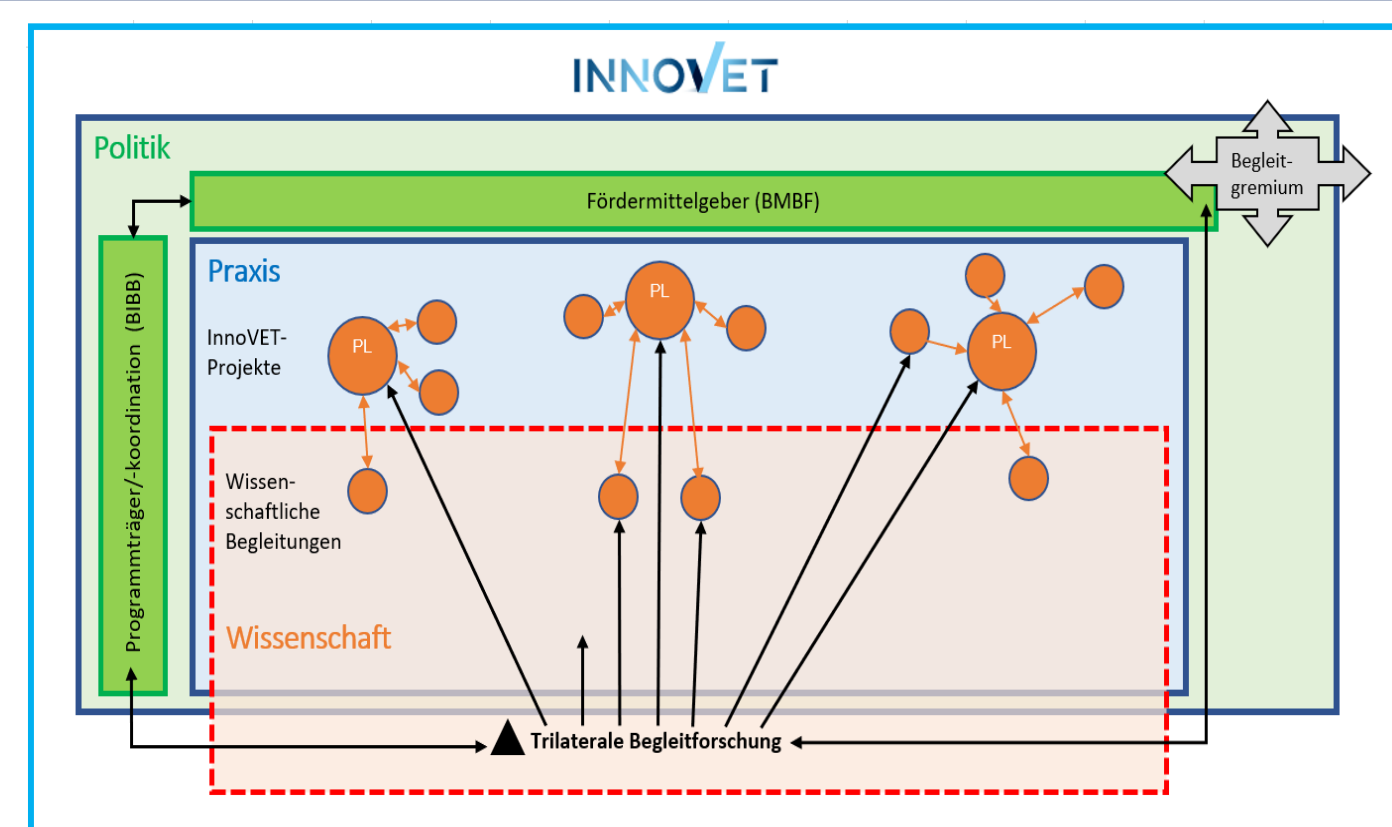 INNOVET
Politik
Begleit-
gremium
Fördermittelgeber (BMBF)
Programmträger/-koordination (BIBB)
Praxis
InnoVET-
Projekte
PL
PL
PL
Wissen-
schaftliche
Begleitungen
Wissenschaft
Trilaterale Begleitforschung